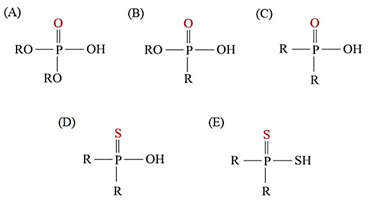 (A) (B) (C)
O O O
RO P OH RO P OH R P OH
RO R R
(D) (E)
S S
R P OH R P SH
R R